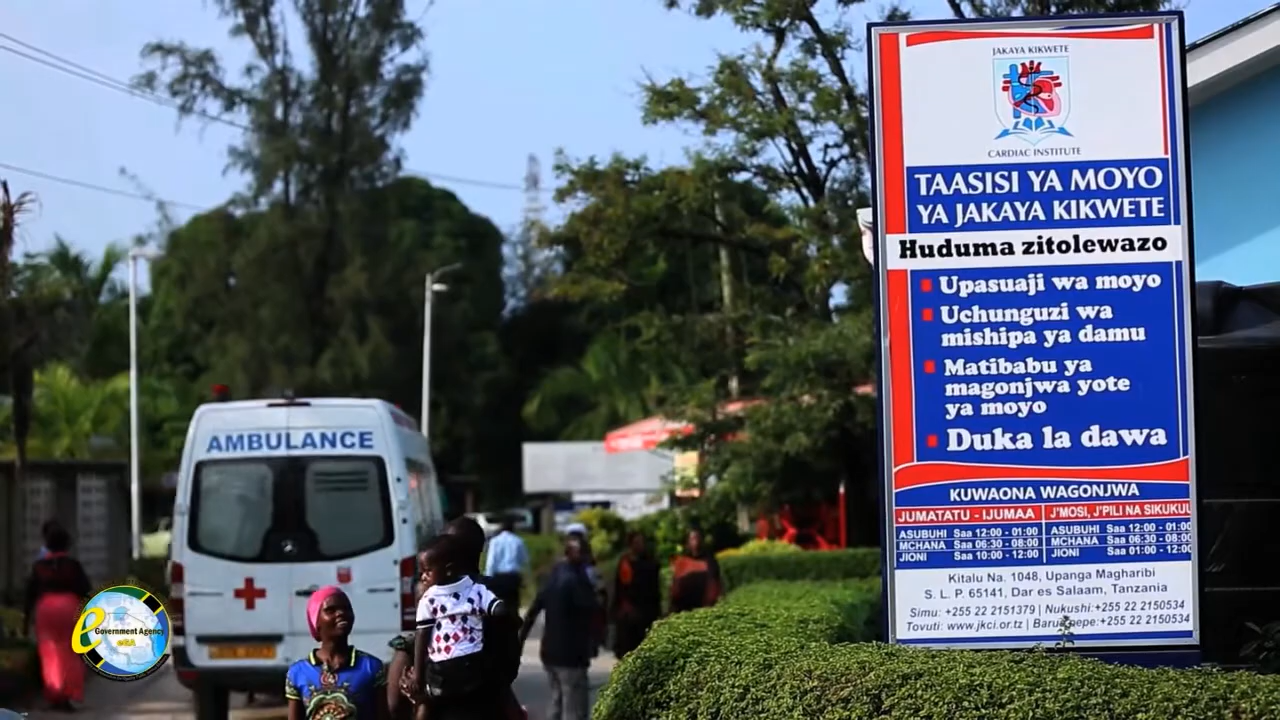 JAKAYA KIKWETE
CARDIAC INSTITUTE
TAASISI YA MOYO
YA JAKAYA KIKWETE
Huduma zitolewazo
Upasuaji wa moyo
Uchunguzi wa
mishipa ya damu
Matibabu ya
magonjwa yote
ya moyo
Duka la dawa
KUWAONA WAGONJWA
JUMATATU - IJUMAA J'MOSI, J'PILI NA SIKUKUU
ASUBUHI Saa 12:00 - 01:00 ASUBUHI Saa 12:00 - 01:00
MCHANA Saa 06:30 - 08:00 MCHANA Saa 06:30 - 08:00
JIONI Saa 10:00 - 12:00 JIONI Saa 01:00 - 12:00
Kitalu Na. 1048, Upanga Magharibi
S. L. P 65141, Dar es Salaam, Tanzania
Simu: +255 22 2151379 | Nukushi:+255 22 2150534
Tovuti: www.jkci.or.tz | Baruapepe:+255 22 2150534
AMBULANCE
e Government Agency
eGA